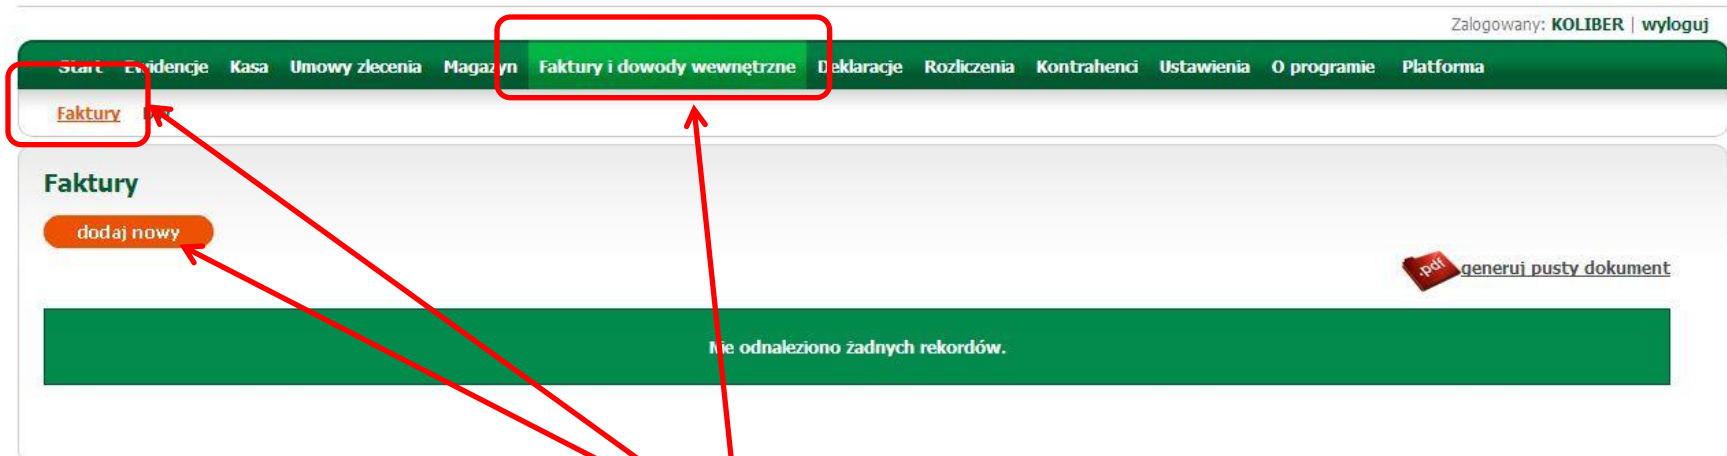 Zalogowany: KOLIBER | wyloguj
Start Ewidencje Kasa Umowy zlecenia Magazyn Faktury i dowody wewnętrzne Deklaracje Rozliczenia Kontrahenci Ustawienia O programie Platforma
Faktury
Faktury
dodaj nowy
.pdf generuj pusty dokument
Nie odnaleziono żadnych rekordów.